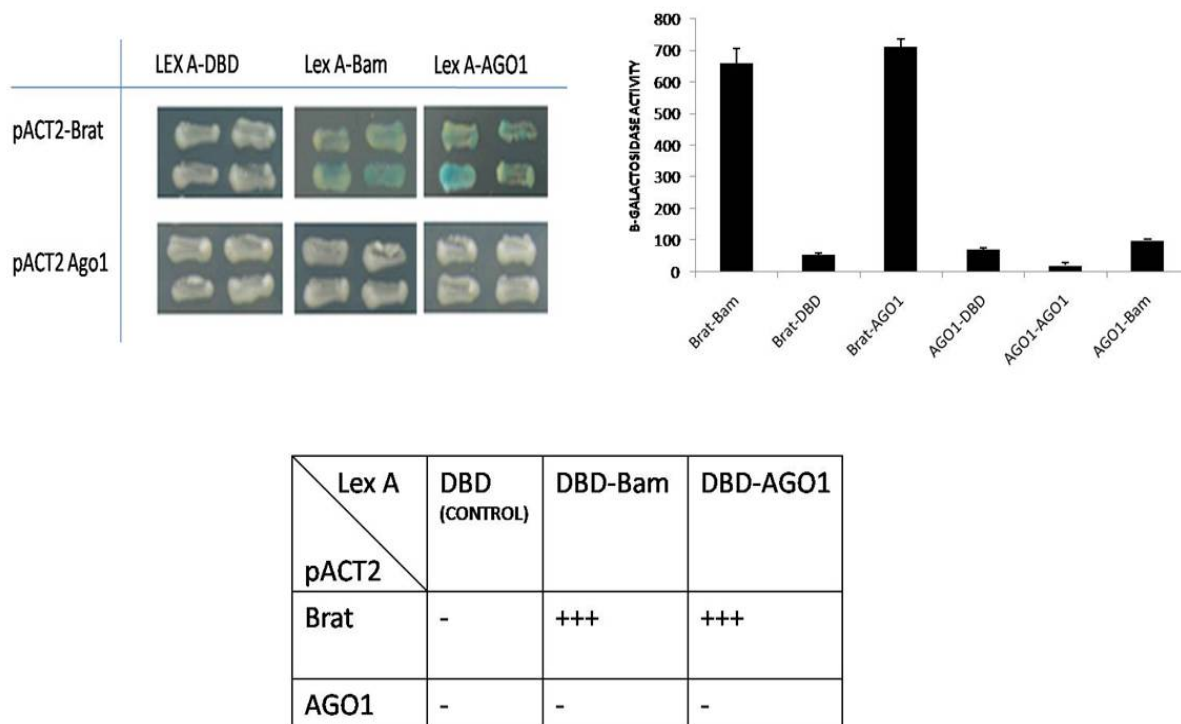 LEX A-DBD Lex A-Bam Lex A-AGO1
pACT2-Brat
pACT2 Ago1
800
700
600
500
400
300
200
100
0
B-GALACTOSIDASE ACTIVITY
Brat-Bam
Brat-DBD
Brat-AGO1
AGO1-DBD
AGO1-AGO1
AGO1-Bam
Lex A DBD DBD-Bam DBD-AGO1
(CONTROL)
pACT2
Brat - +++ +++
AGO1 - - -